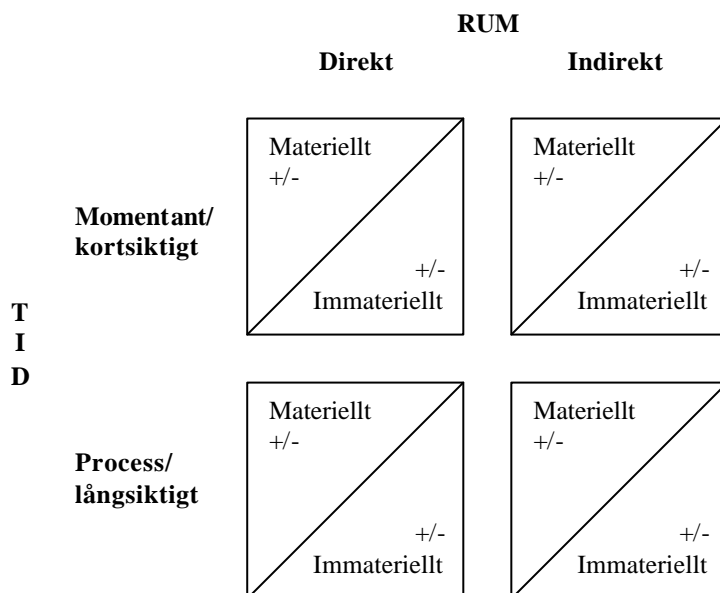 RUM
Direkt Indirekt
Materiellt Materiellt
+/- +/-
Momentant/
kortsiktigt
+/- +/-
Immateriellt Immateriellt
T
I
D
Materiellt Materiellt
+/- +/-
Process/
långsiktigt
+/- +/-
Immateriellt Immateriellt